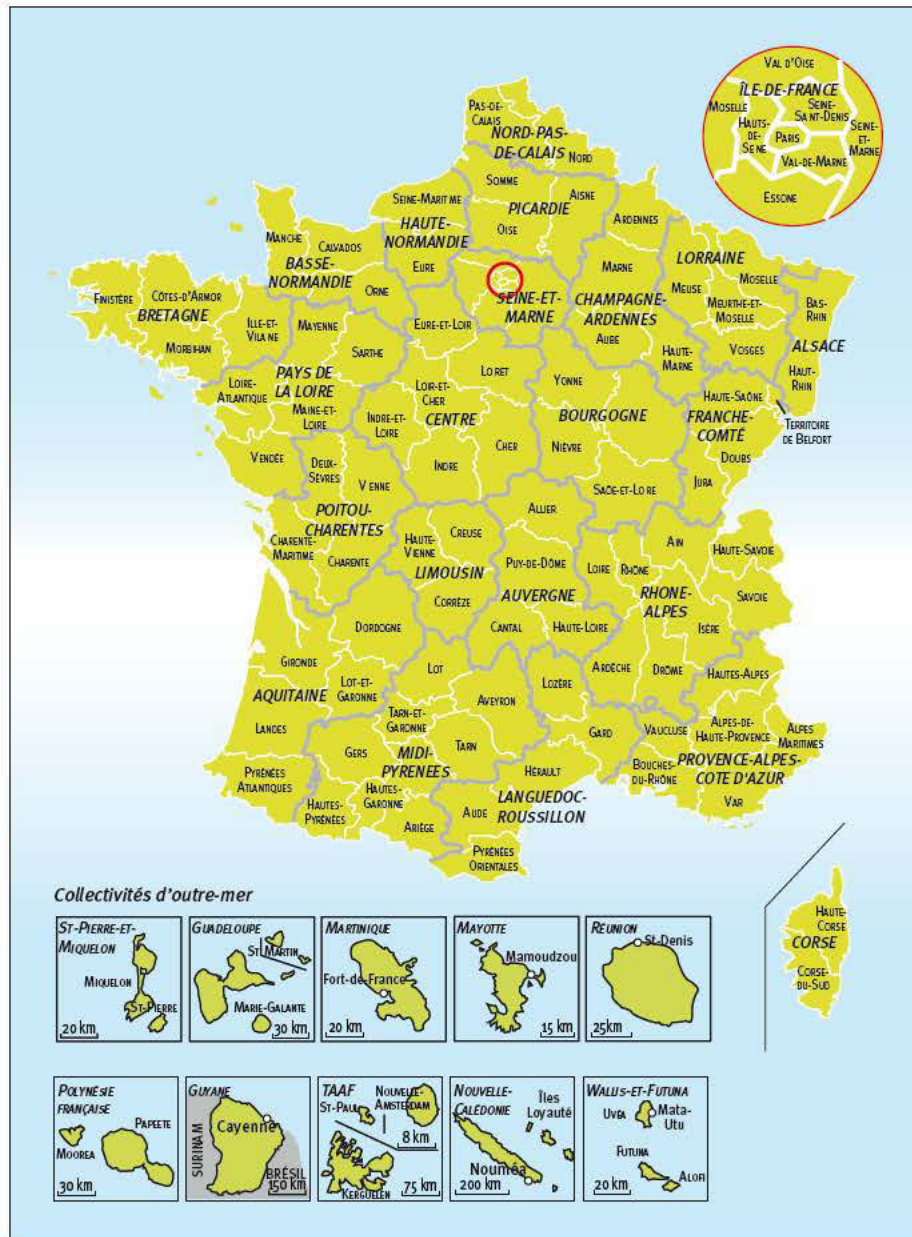 VAL D'OISE
ÎLE-DE-FRANCE
MOSELLE
SEINE-
SAINT-DENIS
HAUTS-
DE-
SENE
PARIS
SEINE-
ET-
MARNE
VAL-DE-MARNE
ESSONE
PAS-DE-
CALAIS
NORD-PAS-
DE-CALAIS
NORD
SOMME
AISNE
PICARDIE
OISE
SEINE-MARITIME
HAUTE-
NORMANDIE
EURE
ARDENNES
MANCHE
CALVADOS
BASSE-
NORMANDIE
ORNE
MARNE
CHAMPAGNE-
ARDENNES
AUBE
HAUTE-
MARNE
LORRAINE
MEUSE
MOSELLE
MEURTHE-ET-
MOSELLE
VOSGES
BAS-
RHIN
ALSACE
HAUT-
RHIN
SEINE-ET-
MARNE
FINISTÈRE
CÔTES-D'ARMOR
BRETAGNE
MORBIHAN
ILLE-ET-
VILAINE
MAYENNE
SARTHE
PAYS DE
LA LOIRE
LOIRE-
ATLANTIQUE
MAINE-ET-
LOIRE
VENDÉE
EURE-ET-LOIR
LORET
LOIR-ET-
CHER
CENTRE
INDRE-
ET-LOIRE
CHER
INDRE
YONNE
BOURGOGNE
NIÈVRE
SAÔE-ET-LORE
HAUTE-SAÔNE
FRANCHE-
COMTÉ
TERRITOIRE
DE BELFORT
DOUBS
JURA
DEUX-
SÈVRES
VIENNE
POITOU-
CHARENTES
CHARENTE-
MARITIME
CHARENTE
HAUTE-
VIENNE
CREUSE
LIMOUSIN
CORRÈZE
ALLIER
PUY-DE-DÔME
AUVERGNE
CANTAL
HAUTE-LOIRE
AIN
HAUTE-SAVOIE
LOIRE
RHÔNE
RHONE-
ALPES
SAVOIE
ISÈRE
ARDÈCHE
DRÔME
DORDOGNE
GIRONDE
LOT-ET-
GARONNE
AQUITAINE
LANDES
PYRÉNÉES
ATLANTIQUES
LOT
AVEYRON
TARN-ET-
GARONNE
GERS
TARN
MIDI-
PYRENEES
HAUTES-
PYRÉNÉES
HAUTES-
GARONNE
ARIÈGE
LOZÈRE
GARD
HÉRAULT
LANGUEDOC-
ROUSSILLON
AUDE
PYRÉNÉES
ORIENTALES
HAUTES-ALPES
VAUCLUSE
ALPES-DE-
HAUTE-PROVENCE
ALPES
MARITIMES
BOUCHES-
DU-RHÔNE
PROVENCE-ALPES-
COTE D'AZUR
VAR
HAUTE-
CORSE
CORSE
CORSE-
DU-SUD
Collectivités d'outre-mer
ST-PIERRE-ET-
MIQUELON
MIQUELON
ST-PIERRE
20 km
GUADELOUPE
ST MARTIN
MARIE-GALANTE
30 km
MARTINIQUE
Fort-de-France
20 km
MAYOTTE
Mamoudzou
15 km
RÉUNION
St-Denis
25km
POLYNÉSIE
FRANÇAISE
PAPEETE
MOOREA
30 km
GUYANE
Cayenne
SURINAM
BRÉSIL
150 km
TAAF
ST-PAUL
NOUVELLE-
AMSTERDAM
8 km
KERGUELEN
75 km
NOUVELLE-
CALÉDONIE
Îles
Loyauté
Nouméa
200 km
WALLIS-ET-FUTUNA
UVÉA
Mata-
Utu
FUTUNA
ALOFI
20 km